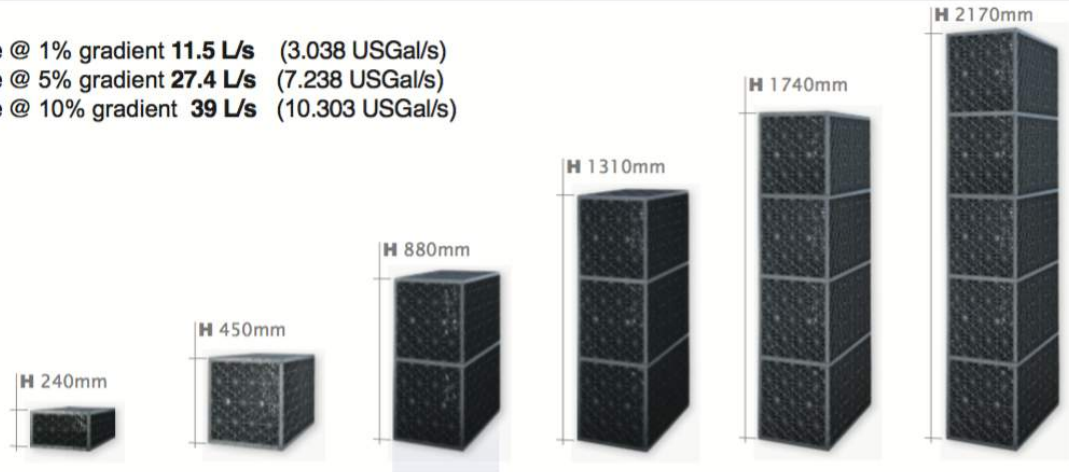 e @ 1% gradient 11.5 L/s (3.038 USGal/s)
e @ 5% gradient 27.4 L/s (7.238 USGal/s)
e @ 10% gradient 39 L/s (10.303 USGal/s)
H 240mm
H 450mm
H 880mm
H 1310mm
H 1740mm
H 2170mm